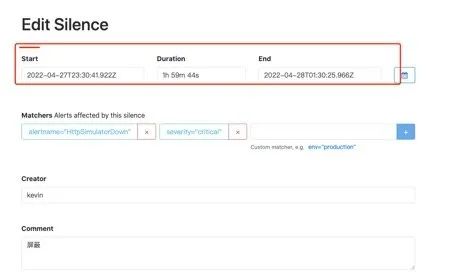 Edit Silence
Start Duration End
2022-04-27T23:30:41.922Z 1h 59m 44s 2022-04-28T01:30:25.966Z
Matchers Alerts affected by this silence
alertname="HttpSimulatorDown" × severity="critical" × +
Custom matcher, e.g. env="production"
Creator
kevin
Comment
屏蔽